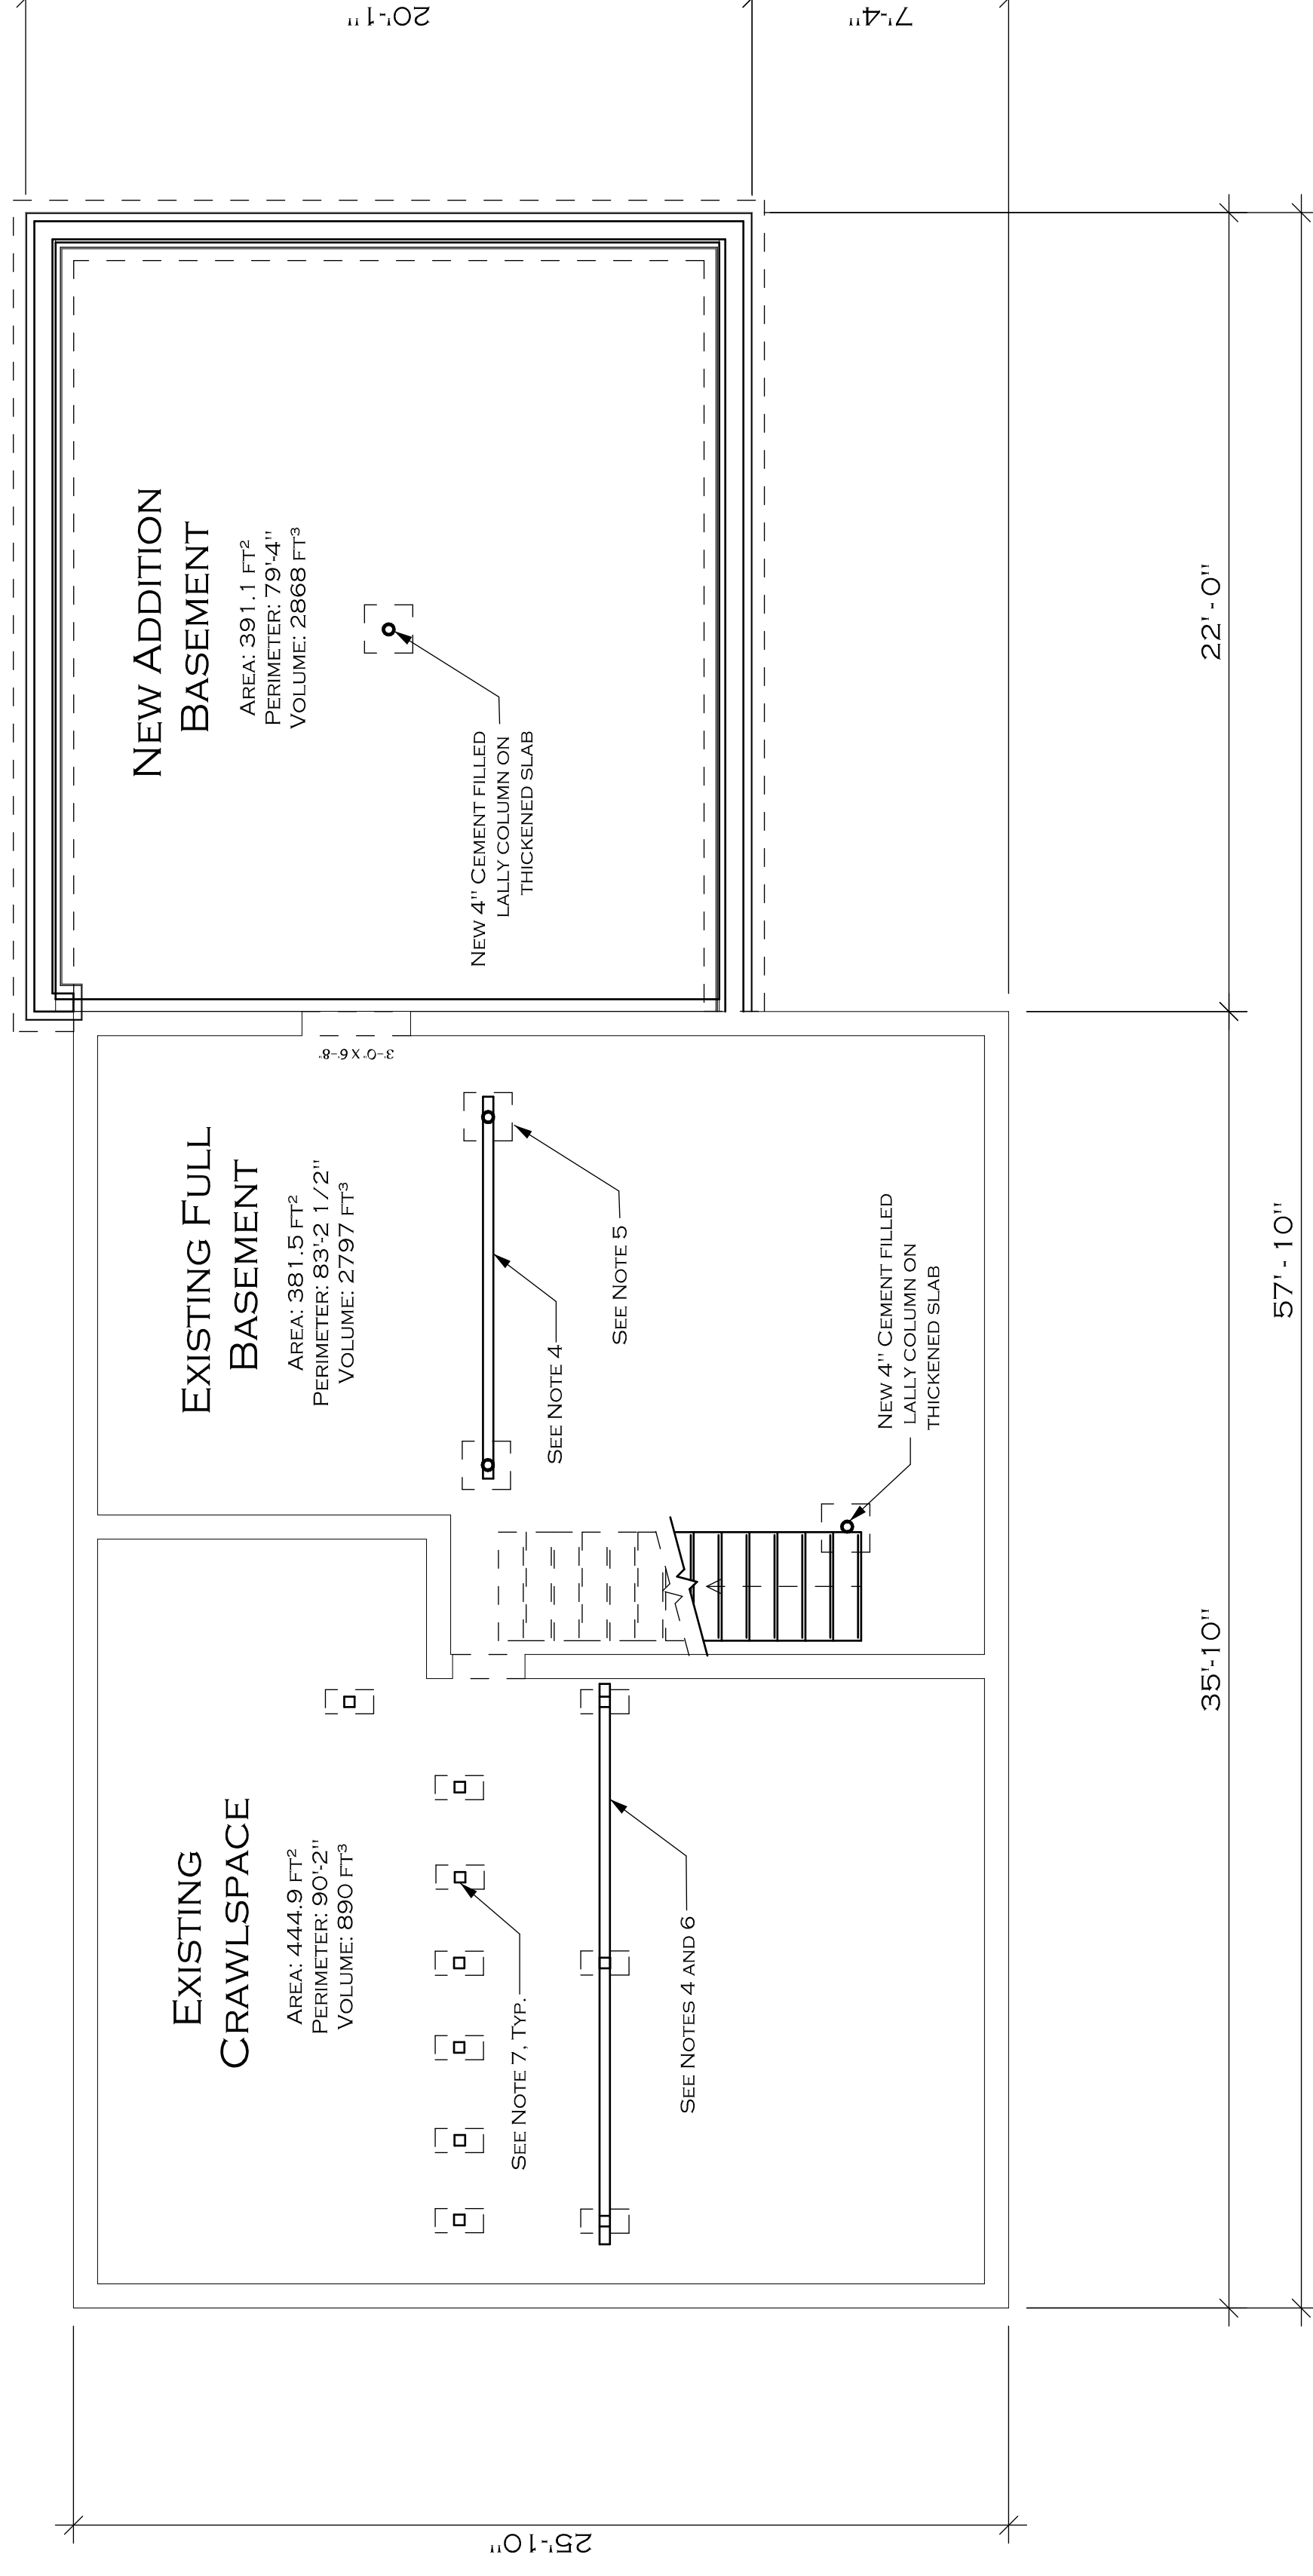 20'-1"
7'-4"
New Addition
Basement
Area: 391.1 ft²
Perimeter: 79'-4"
Volume: 2868 ft³
New 4" Cement filled
lally column on
thickened slab
22'-0"
3'-0" X 6'-8"
Existing Full
Basement
Area: 381.5 ft²
Perimeter: 83'-2 1/2"
Volume: 2797 ft³
See Note 4
See Note 5
New 4" Cement filled
lally column on
thickened slab
57'-10"
35'-10"
Existing
Crawlspace
Area: 444.9 ft²
Perimeter: 90'-2"
Volume: 890 ft³
See Note 7, Typ.
See Notes 4 and 6
25'-10"